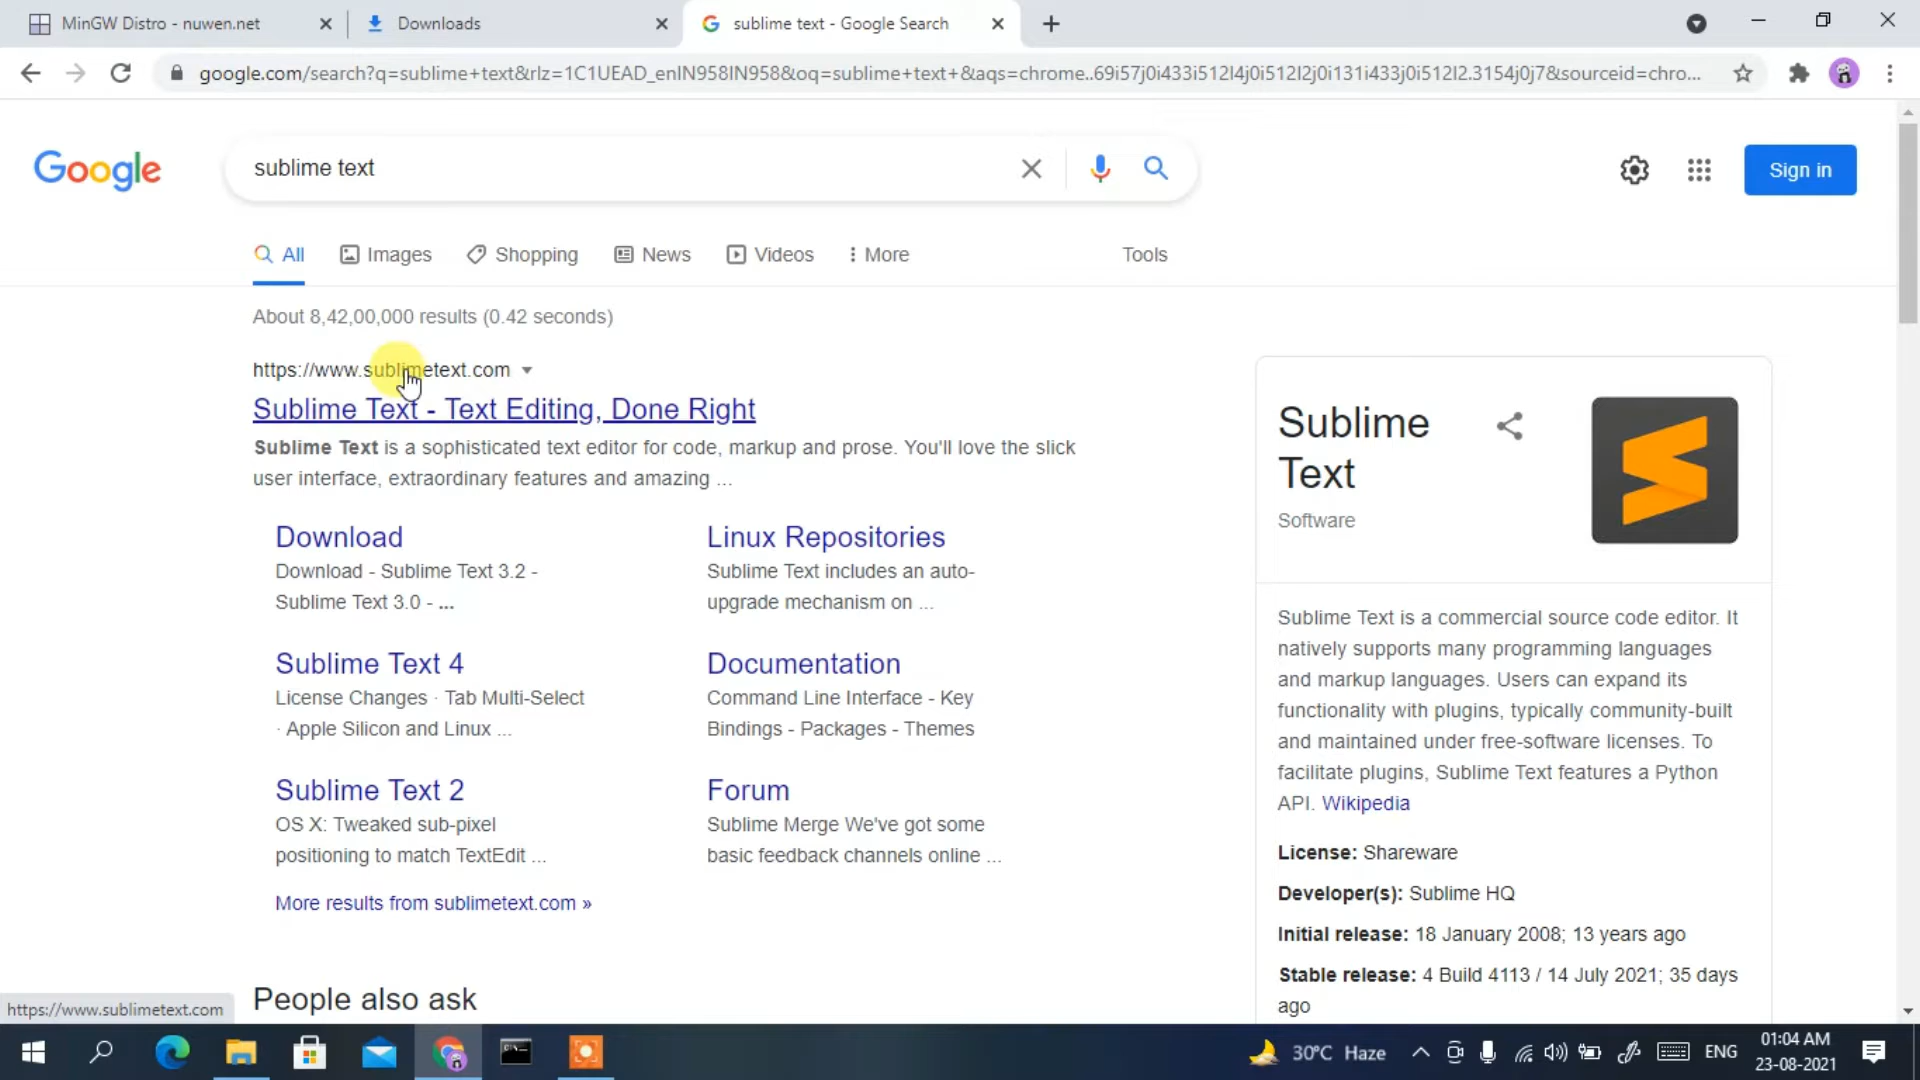 MinGW Distro - nuwen.net
Downloads
sublime text - Google Search
google.com/search?q=sublime+text&rlz=1C1UEAD_enIN958IN958&oq=sublime+text+&aqs=chrome..69i57j0i433i512l4j0i512l2j0i131i433j0i512l2.3154j0j7&sourceid=chro...
Google
sublime text
Sign in
All
Images
Shopping
News
Videos
More
Tools
About 8,42,00,000 results (0.42 seconds)
https://www.sublimetext.com
Sublime Text - Text Editing, Done Right
Sublime Text is a sophisticated text editor for code, markup and prose. You'll love the slick
user interface, extraordinary features and amazing ...
Download
Download - Sublime Text 3.2 -
Sublime Text 3.0 - ...
Linux Repositories
Sublime Text includes an auto-
upgrade mechanism on ...
Sublime Text 4
License Changes · Tab Multi-Select
· Apple Silicon and Linux ...
Documentation
Command Line Interface - Key
Bindings - Packages - Themes
Sublime Text 2
OS X: Tweaked sub-pixel
positioning to match TextEdit ...
Forum
Sublime Merge We've got some
basic feedback channels online ...
More results from sublimetext.com »
People also ask
Sublime
Text
Software
Sublime Text is a commercial source code editor. It
natively supports many programming languages
and markup languages. Users can expand its
functionality with plugins, typically community-built
and maintained under free-software licenses. To
facilitate plugins, Sublime Text features a Python
API. Wikipedia
License: Shareware
Developer(s): Sublime HQ
Initial release: 18 January 2008; 13 years ago
Stable release: 4 Build 4113 / 14 July 2021; 35 days
ago
https://www.sublimetext.com
30°C Haze
ENG
01:04 AM
23-08-2021